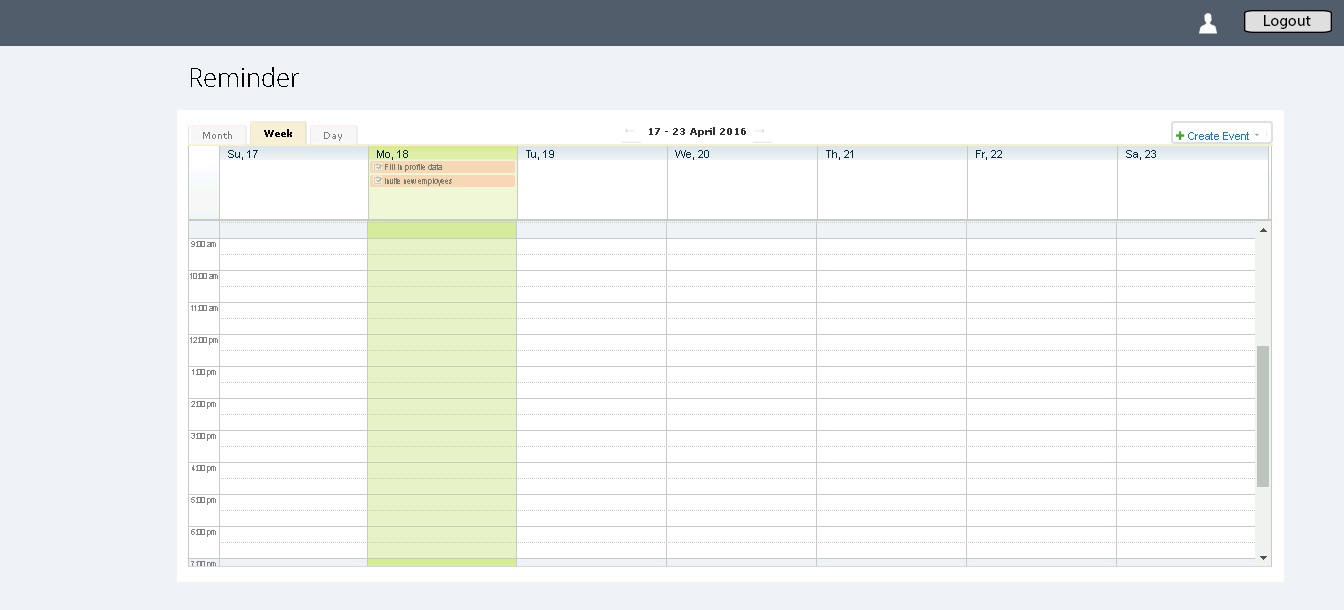 Logout
Reminder
Month Week Day
17 - 23 April 2016
Create Event
Su, 17 Mo, 18 Tu, 19 We, 20 Th, 21 Fr, 22 Sa, 23
Fill in profile data
Invite new employees
9:00 am
10:00 am
11:00 am
12:00 pm
1:00 pm
2:00 pm
3:00 pm
4:00 pm
5:00 pm
6:00 pm
7:00 pm